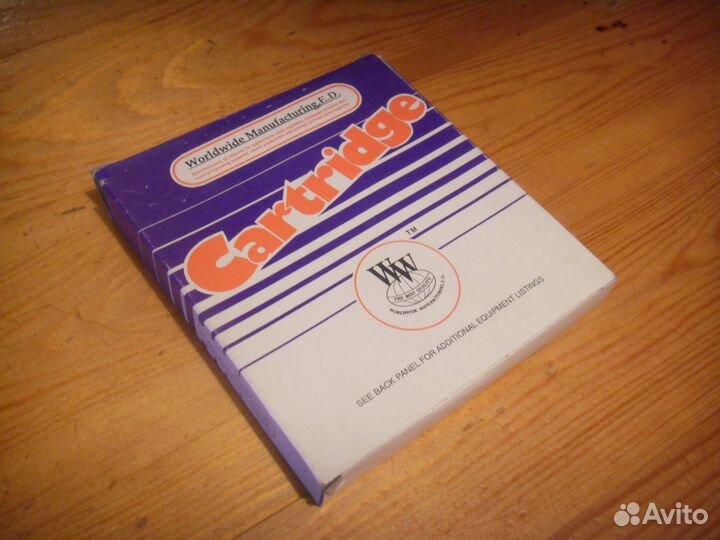 Worldwide Manufacturing,E.D.
Cartridge
TM
WW
THE BEST QUALITY
WORLDWIDE MANUFACTURING, E.D.
SEE BACK PANEL FOR ADDITIONAL EQUIPMENT LISTINGS
Avito